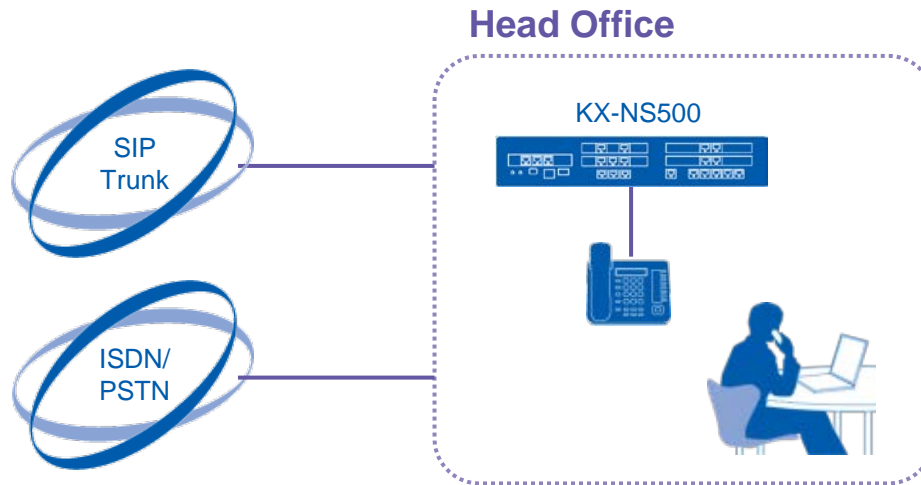 Head Office
KX-NS500
SIP
Trunk
ISDN/
PSTN